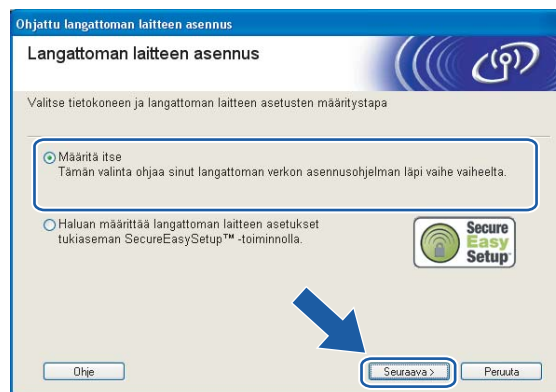 Ohjattu langattoman laitteen asennus
Langattoman laitteen asennus
Valitse tietokoneen ja langattoman laitteen asetusten määritystapa
Määritä itse
Tämän valinta ohjaa sinut langattoman verkon asennusohjelman läpi vaihe vaiheelta.
Haluan määrittää langattoman laitteen asetukset
tukiaseman SecureEasySetup™ -toiminnolla.
Secure
Easy
Setup
Ohje
Seuraava >
Peruuta